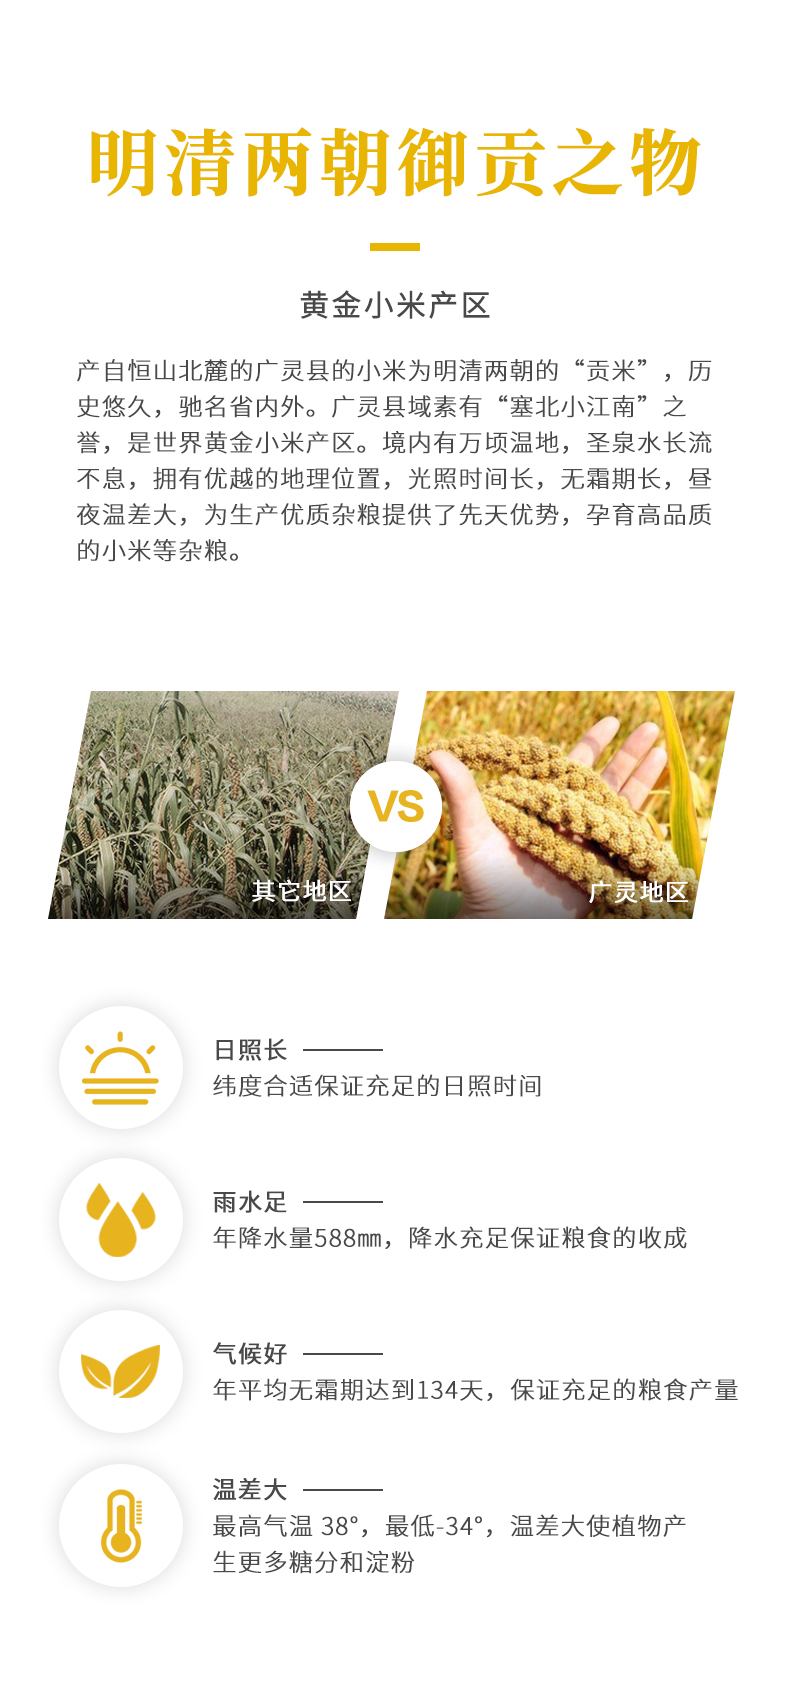 明清两朝御贡之物
黄金小米产区
产自恒山北麓的广灵县的小米为明清两朝的“贡米”，历
史悠久，驰名省内外。广灵县域素有“塞北小江南”之
誉，是世界黄金小米产区。境内有万顷温地，圣泉水长流
不息，拥有优越的地理位置，光照时间长，无霜期长，昼
夜温差大，为生产优质杂粮提供了先天优势，孕育高品质
的小米等杂粮。
VS
其它地区
广灵地区
日照长
纬度合适保证充足的日照时间
雨水足
年降水量588㎜，降水充足保证粮食的收成
气候好
年平均无霜期达到134天，保证充足的粮食产量
温差大
最高气温 38°，最低-34°，温差大使植物产
生更多糖分和淀粉